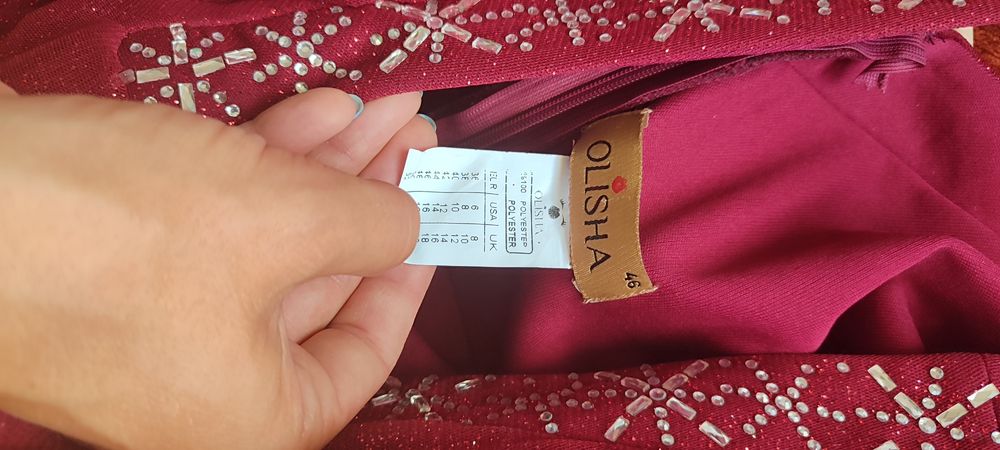 OLISHA
46
OLISHA
%100 POLYESTER
POLYESTER
USA UK
6 8
8 10
10 12
12 14
14 16
16 18